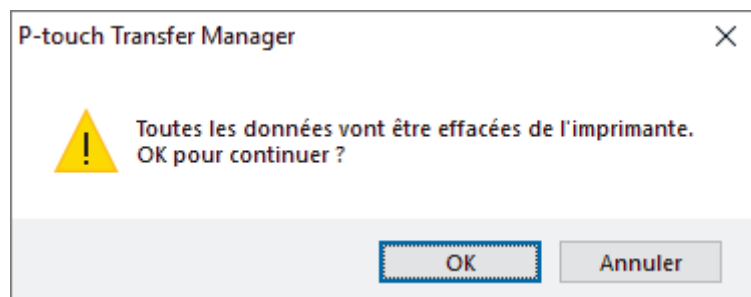 P-touch Transfer Manager
Toutes les données vont être effacées de l'imprimante.
OK pour continuer ?
OK Annuler